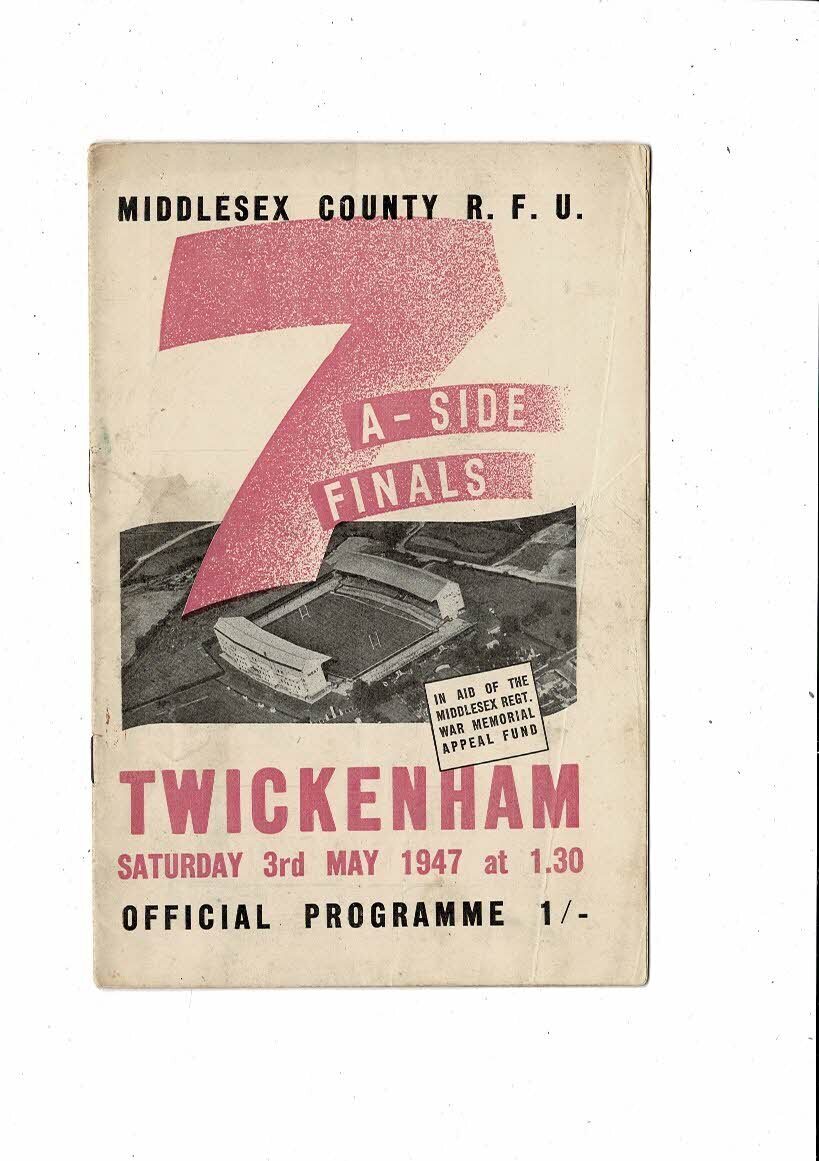 MIDDLESEX COUNTY R. F. U.
7
A - SIDE
FINALS
IN AID OF THE
MIDDLESEX REGT.
WAR MEMORIAL
APPEAL FUND
TWICKENHAM
SATURDAY 3rd MAY 1947 at 1.30
OFFICIAL PROGRAMME 1/-